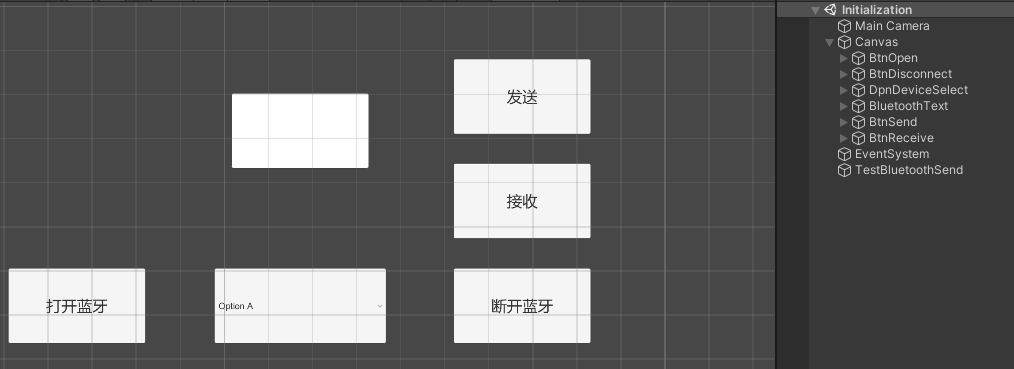 发送
接收
打开蓝牙
Option A
断开蓝牙
Initialization
Main Camera
Canvas
BtnOpen
BtnDisconnect
DpnDeviceSelect
BluetoothText
BtnSend
BtnReceive
EventSystem
TestBluetoothSend